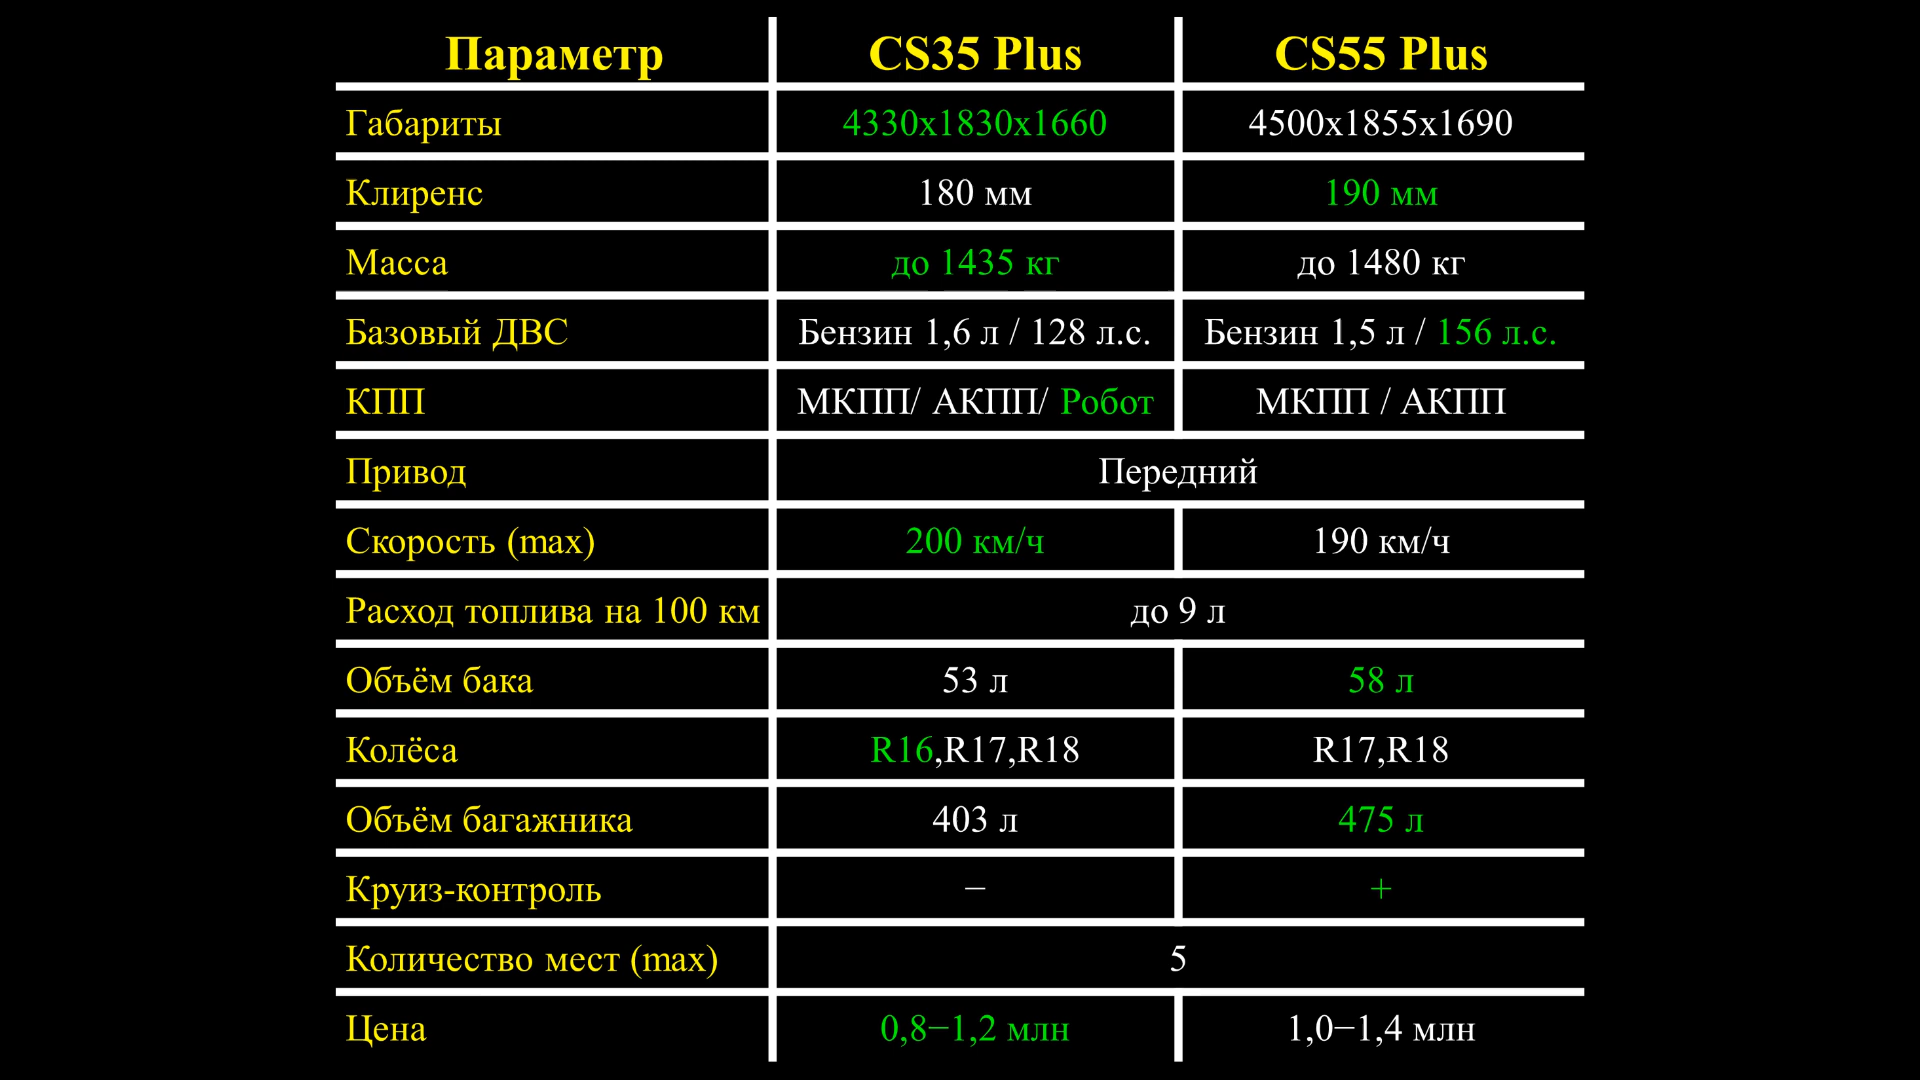 Параметр CS35 Plus CS55 Plus
Габариты 4330x1830x1660 4500x1855x1690
Клиренс 180 мм 190 мм
Масса до 1435 кг до 1480 кг
Базовый ДВС Бензин 1,6 л / 128 л.с. Бензин 1,5 л / 156 л.с.
КПП МКПП/ АКПП/ Робот МКПП / АКПП
Привод Передний
Скорость (max) 200 км/ч 190 км/ч
Расход топлива на 100 км до 9 л
Объём бака 53 л 58 л
Колёса R16,R17,R18 R17,R18
Объём багажника 403 л 475 л
Круиз-контроль − +
Количество мест (max) 5
Цена 0,8−1,2 млн 1,0−1,4 млн